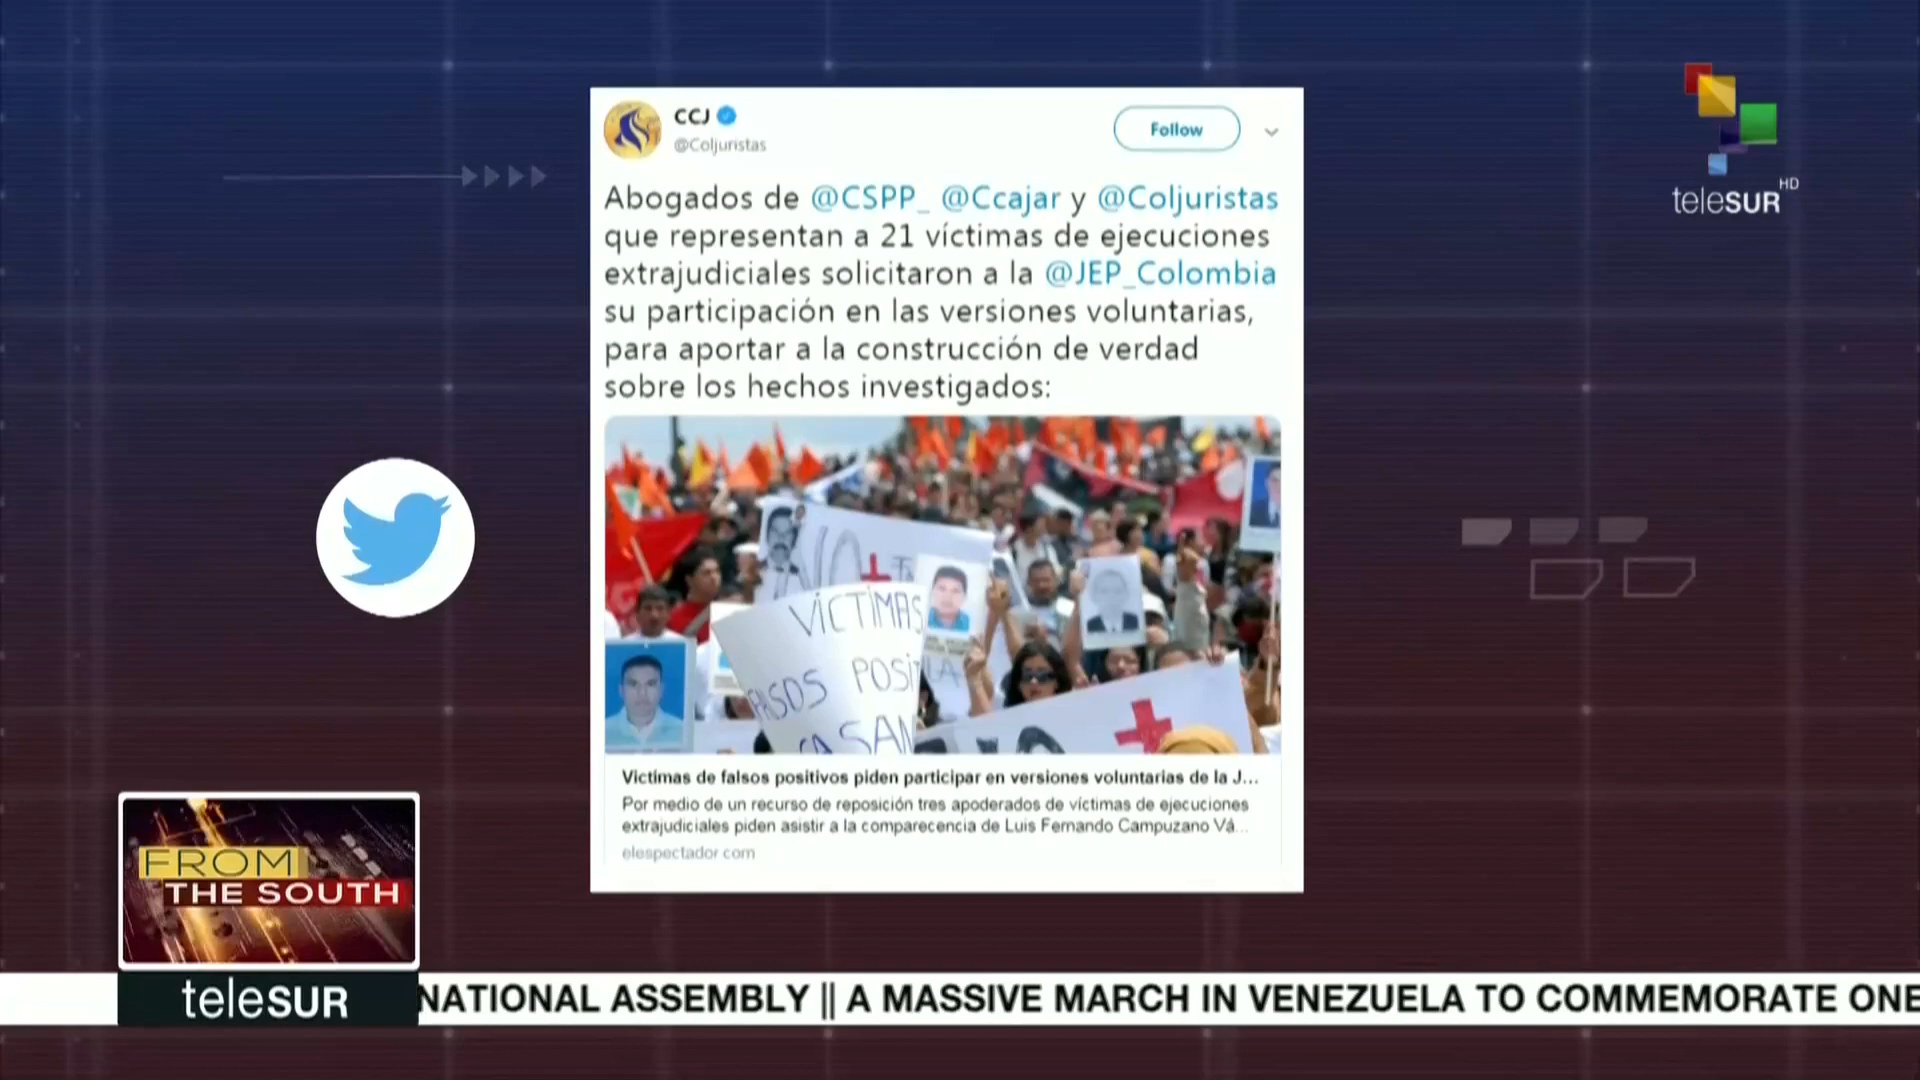 CCJ
@Coljuristas
Follow
Abogados de @CSPP_ @Ccajar y @Coljuristas
que representan a 21 víctimas de ejecuciones
extrajudiciales solicitaron a la @JEP_Colombia
su participación en las versiones voluntarias,
para aportar a la construcción de verdad
sobre los hechos investigados:
VíCTIMAS
POSi
SAN
Victimas de falsos positivos piden participar en versiones voluntarias de la J...
Por medio de un recurso de reposición tres apoderados de víctimas de ejecuciones
extrajudiciales piden asistir a la comparecencia de Luis Fernando Campuzano Vá...
elespectador com
teleSUR HD
FROM
THE SOUTH
teleSUR
NATIONAL ASSEMBLY || A MASSIVE MARCH IN VENEZUELA TO COMMEMORATE ONE